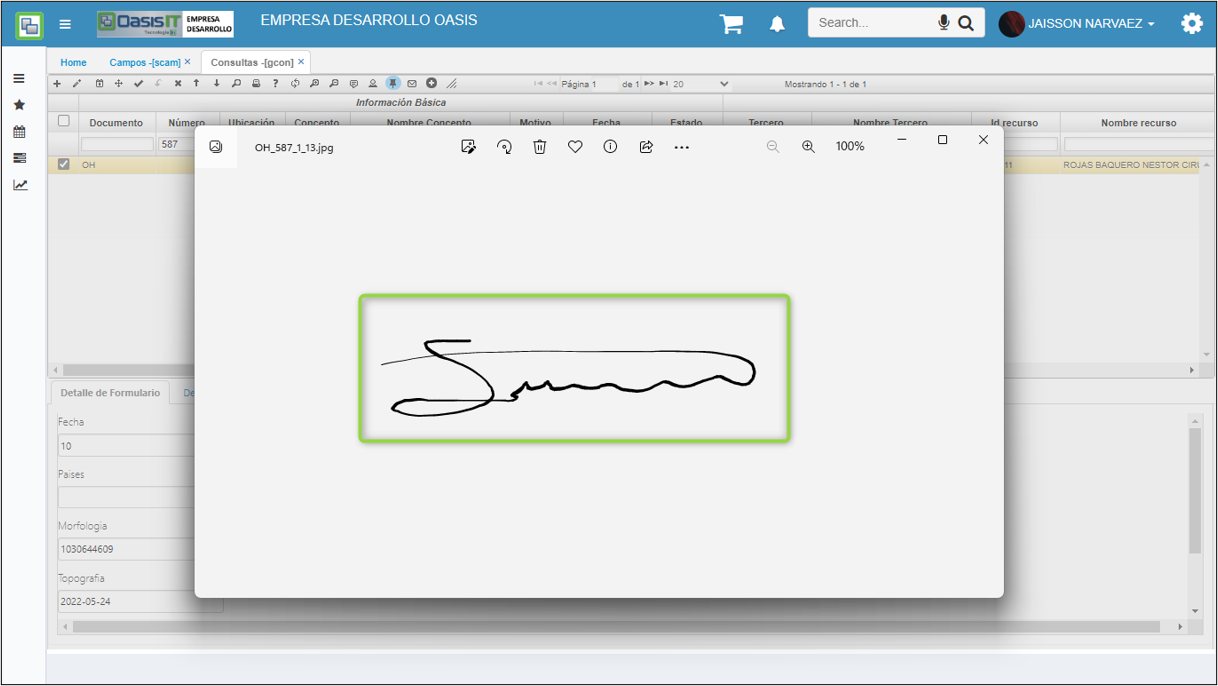 OasisIT
Tecnología
EMPRESA
DESARROLLO
EMPRESA DESARROLLO OASIS
Search...
JAISSON NARVAEZ
Home
Campos -[scam] ×
Consultas -[gcon] ×
Página 1 de 1 20
Mostrando 1 - 1 de 1
Información Básica
Documento Número Ubicación Concepto Nombre Concepto Motivo Fecha Estado Tercero Nombre Tercero Id recurso Nombre recurso
587
OH 11 ROJAS BAQUERO NESTOR CIRU
OH_587_1_13.jpg
100%
Detalle de Formulario De
Fecha
10
Paises
Morfologia
1030644609
Topografia
2022-05-24